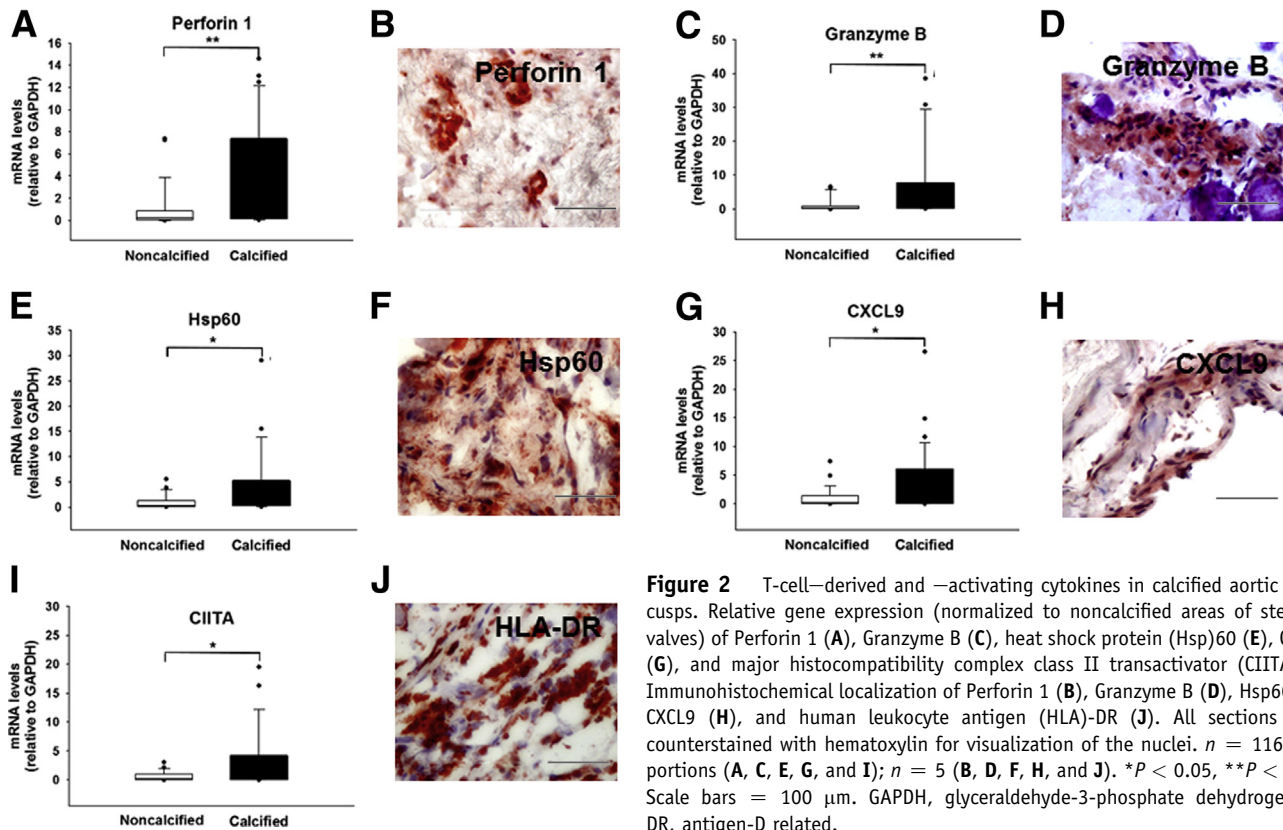 A
Perforin 1
**
mRNA levels
(relative to GAPDH)
16
14
12
10
8
6
4
2
0
Noncalcified Calcified
B
Perforin 1
C
Granzyme B
**
mRNA levels
(relative to GAPDH)
50
40
30
20
10
0
Noncalcified Calcified
D
Granzyme B
E
Hsp60
*
mRNA levels
(relative to GAPDH)
35
30
25
20
15
10
5
0
Noncalcified Calcified
F
Hsp60
G
CXCL9
*
mRNA levels
(relative to GAPDH)
30
25
20
15
10
5
0
Noncalcified Calcified
H
CXCL9
I
CIITA
*
mRNA levels
(relative to GAPDH)
30
25
20
15
10
5
0
Noncalcified Calcified
J
HLA-DR
Figure 2 T-cell—derived and —activating cytokines in calcified aortic
cusps. Relative gene expression (normalized to noncalcified areas of
valves) of Perforin 1 (A), Granzyme B (C), heat shock protein (Hsp)60 (E),
(G), and major histocompatibility complex class II transactivator (CIITA
Immunohistochemical localization of Perforin 1 (B), Granzyme B (D), Hsp60
CXCL9 (H), and human leukocyte antigen (HLA)-DR (J). All sections
counterstained with hematoxylin for visualization of the nuclei. n = 116
portions (A, C, E, G, and I); n = 5 (B, D, F, H, and J). *P < 0.05, **P <
Scale bars = 100 μm. GAPDH, glyceraldehyde-3-phosphate
DR, antigen-D related.